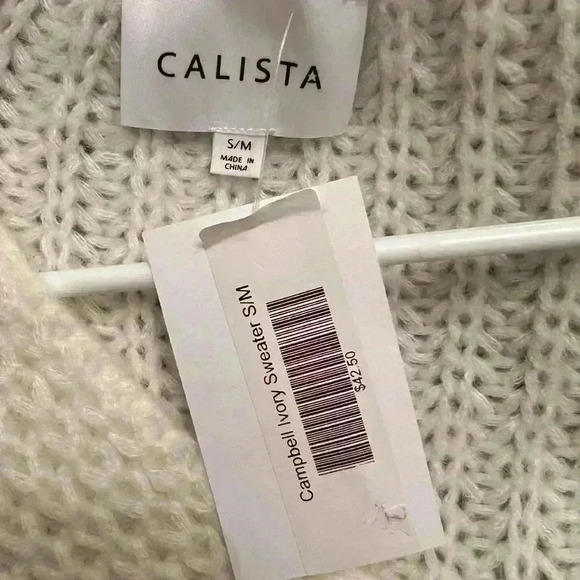 CALISTA
S/M
MADE IN
CHINA
Campbell Ivory Sweater S/M
$42.50